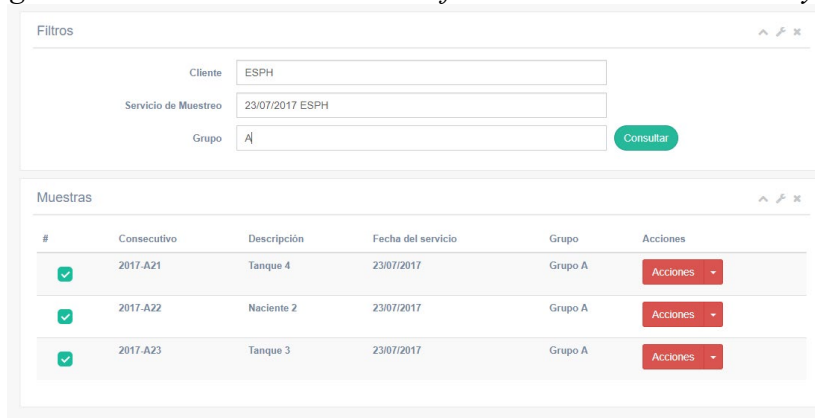 Filtros
Cliente ESPH
Servicio de Muestreo 23/07/2017 ESPH
Grupo A Consultar
Muestras
# Consecutivo Descripción Fecha del servicio Grupo Acciones
2017-A21 Tanque 4 23/07/2017 Grupo A Acciones
2017-A22 Naciente 2 23/07/2017 Grupo A Acciones
2017-A23 Tanque 3 23/07/2017 Grupo A Acciones